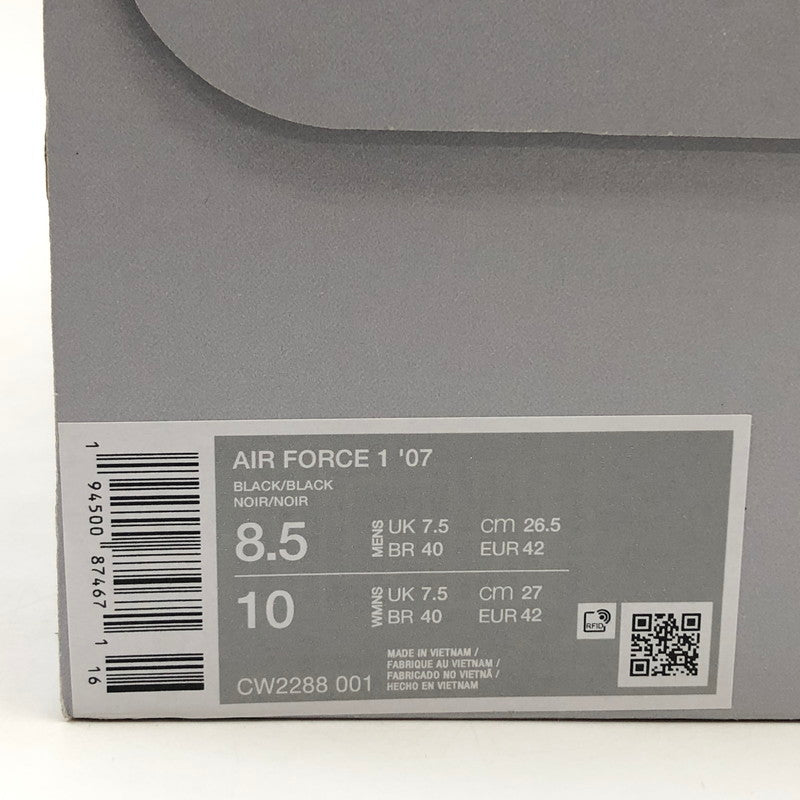 AIR FORCE 1 '07
BLACK/BLACK
NOIR/NOIR
8.5 MENS UK 7.5 cm 26.5
BR 40 EUR 42
10 WMNS UK 7.5 cm 27
BR 40 EUR 42
RFID
CW2288 001
MADE IN VIETNAM /
FABRIQUE AU VIETNAM /
FABRICADO NO VIETNÃ /
HECHO EN VIETNAM
1 94500 87467 1 16